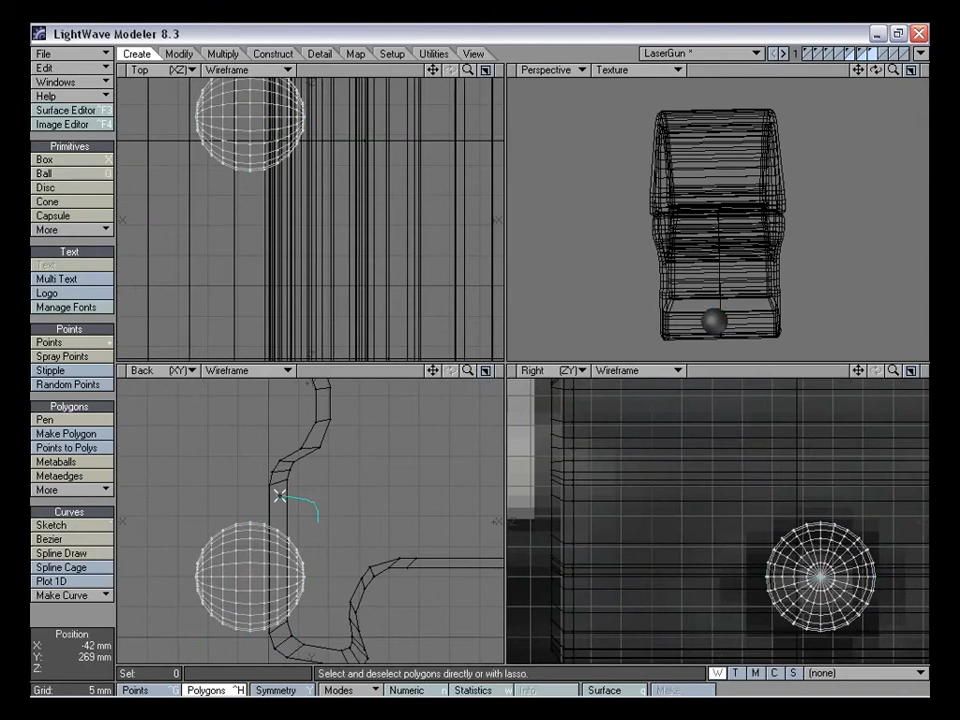 LightWave Modeler 8.3
File
Edit
Windows
Help
Surface Editor ^F3
Image Editor ^F4
Create Modify Multiply Construct Detail Map Setup Utilities View LaserGun * 1
Top (XZ) Wireframe
Perspective Texture
Primitives
Box X
Ball O
Disc
Cone
Capsule
More
Text
Text
Multi Text
Logo
Manage Fonts
Points
Points +
Spray Points
Stipple
Random Points
Back (XY) Wireframe
Right (ZY) Wireframe
Polygons
Pen
Make Polygon
Points to Polys
Metaballs
Metaedges
More
Curves
Sketch
Bezier
Spline Draw
Spline Cage
Plot 1D
Make Curve
Position
X: -42 mm
Y: 269 mm
Z:
Grid: 5 mm
Sel: 0 Select and deselect polygons directly or with lasso. W T M C S (none)
Points ^G Polygons ^H Symmetry Y Modes Numeric n Statistics w Info Surface q Make